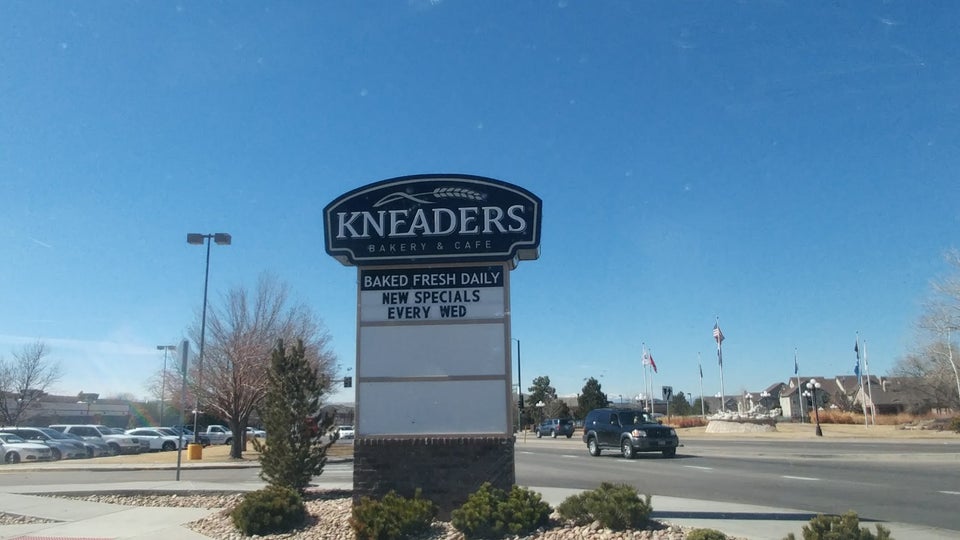 KNEADERS
BAKERY & CAFE
BAKED FRESH DAILY
NEW SPECIALS
EVERY WED